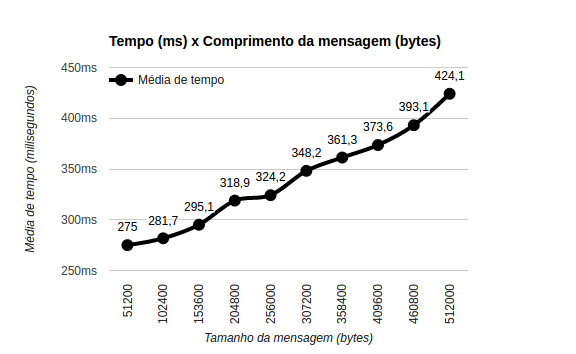 Tempo (ms) x Comprimento da mensagem (bytes)
Média de tempo (milisegundos)
450ms
400ms
350ms
300ms
250ms
Média de tempo
275
281,7
295,1
318,9
324,2
348,2
361,3
373,6
393,1
424,1
51200
102400
153600
204800
256000
307200
358400
409600
460800
512000
Tamanho da mensagem (bytes)